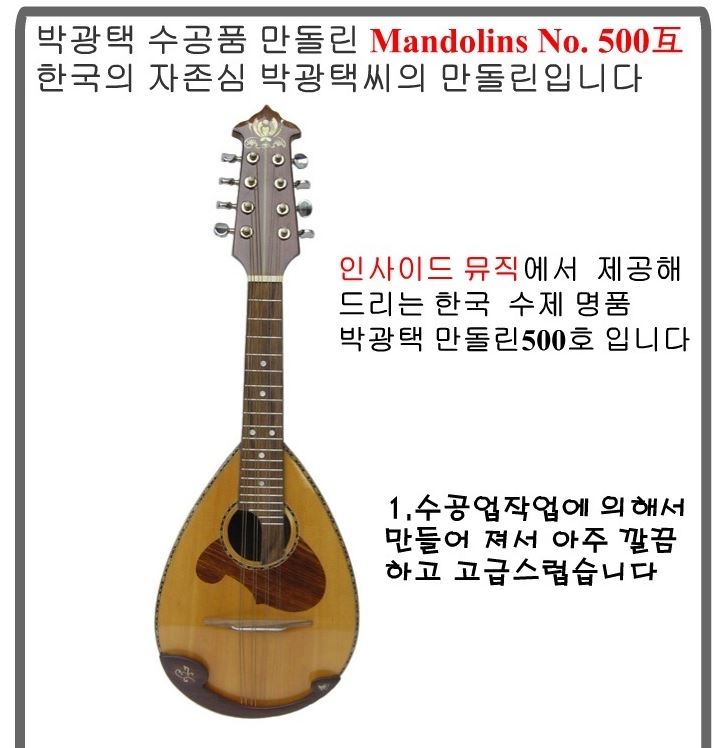 박광택 수공품 만돌린 Mandolins No. 500互
한국의 자존심 박광택씨의 만돌린입니다
인사이드 뮤직에서 제공해
드리는 한국 수제 명품
박광택 만돌린500호 입니다
1.수공업작업에 의해서
만들어 져서 아주 깔끔
하고 고급스럽습니다